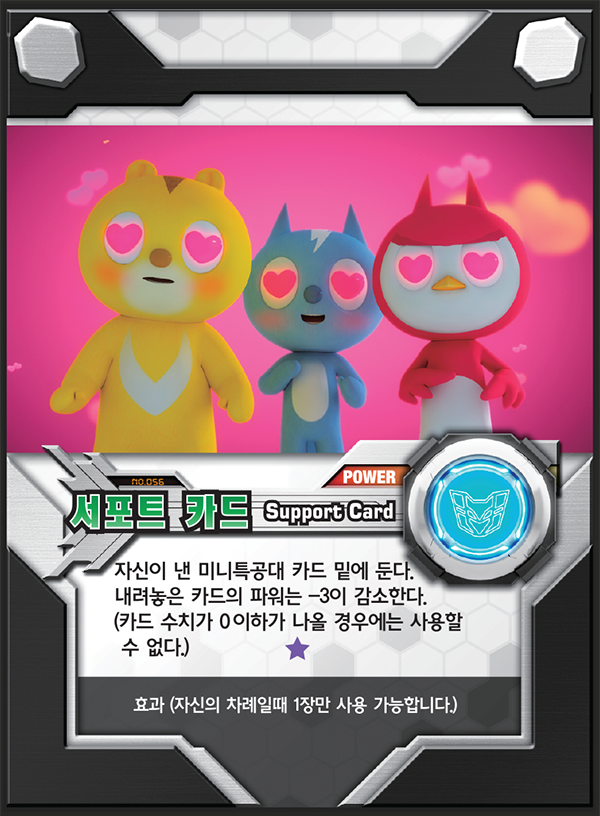 NO.056
POWER
서포트 카드 Support Card
자신이 낸 미니특공대 카드 밑에 둔다.
내려놓은 카드의 파워는 -3이 감소한다.
(카드 수치가 0이하가 나올 경우에는 사용할
수 없다.)
효과 (자신의 차례일때 1장만 사용 가능합니다.)